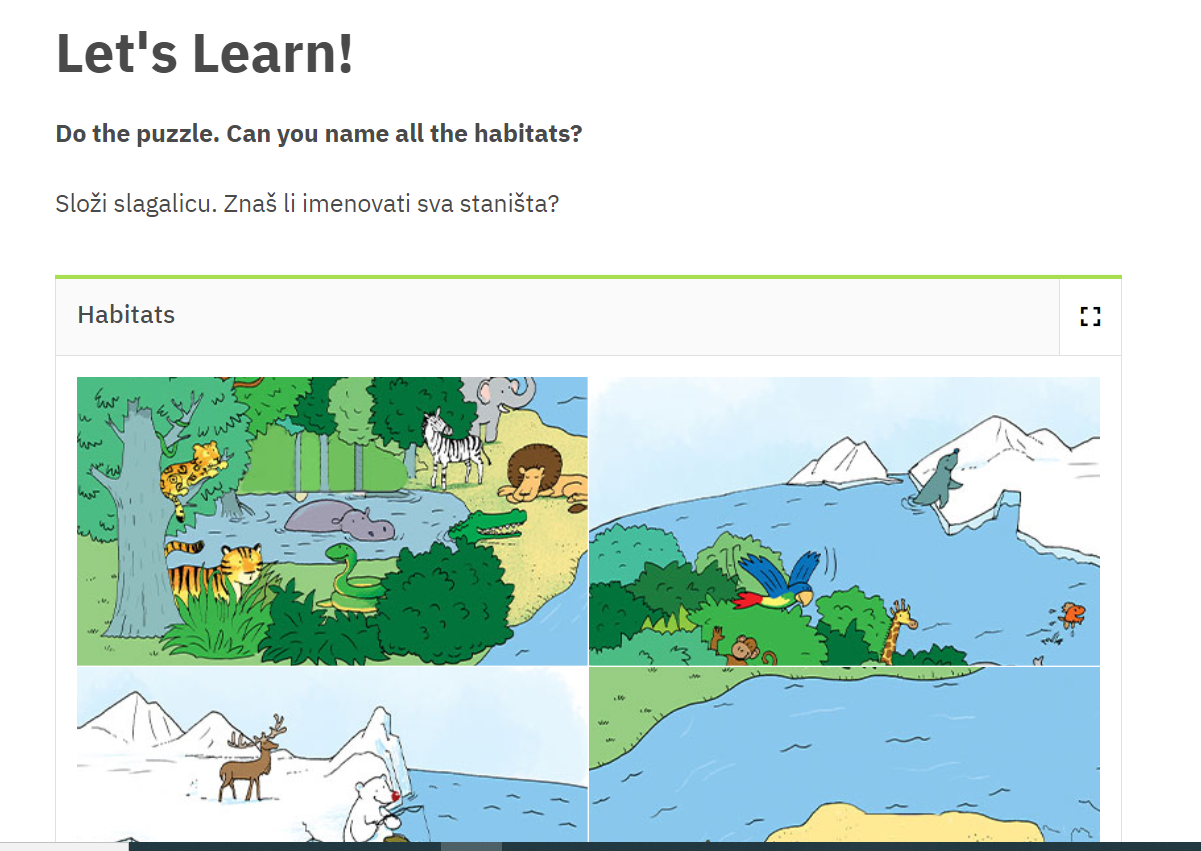 Let's Learn!
Do the puzzle. Can you name all the habitats?
Složi slagalicu. Znaš li imenovati sva staništa?
Habitats